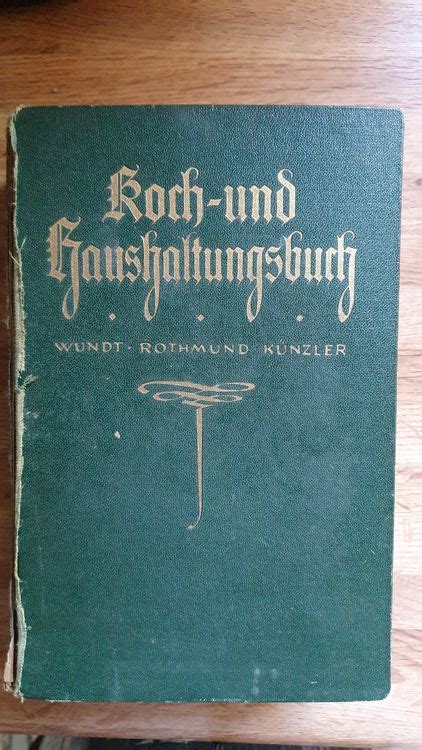 Koch-und
Haushaltungsbuch
WUNDT · ROTHMUND KÜNZLER